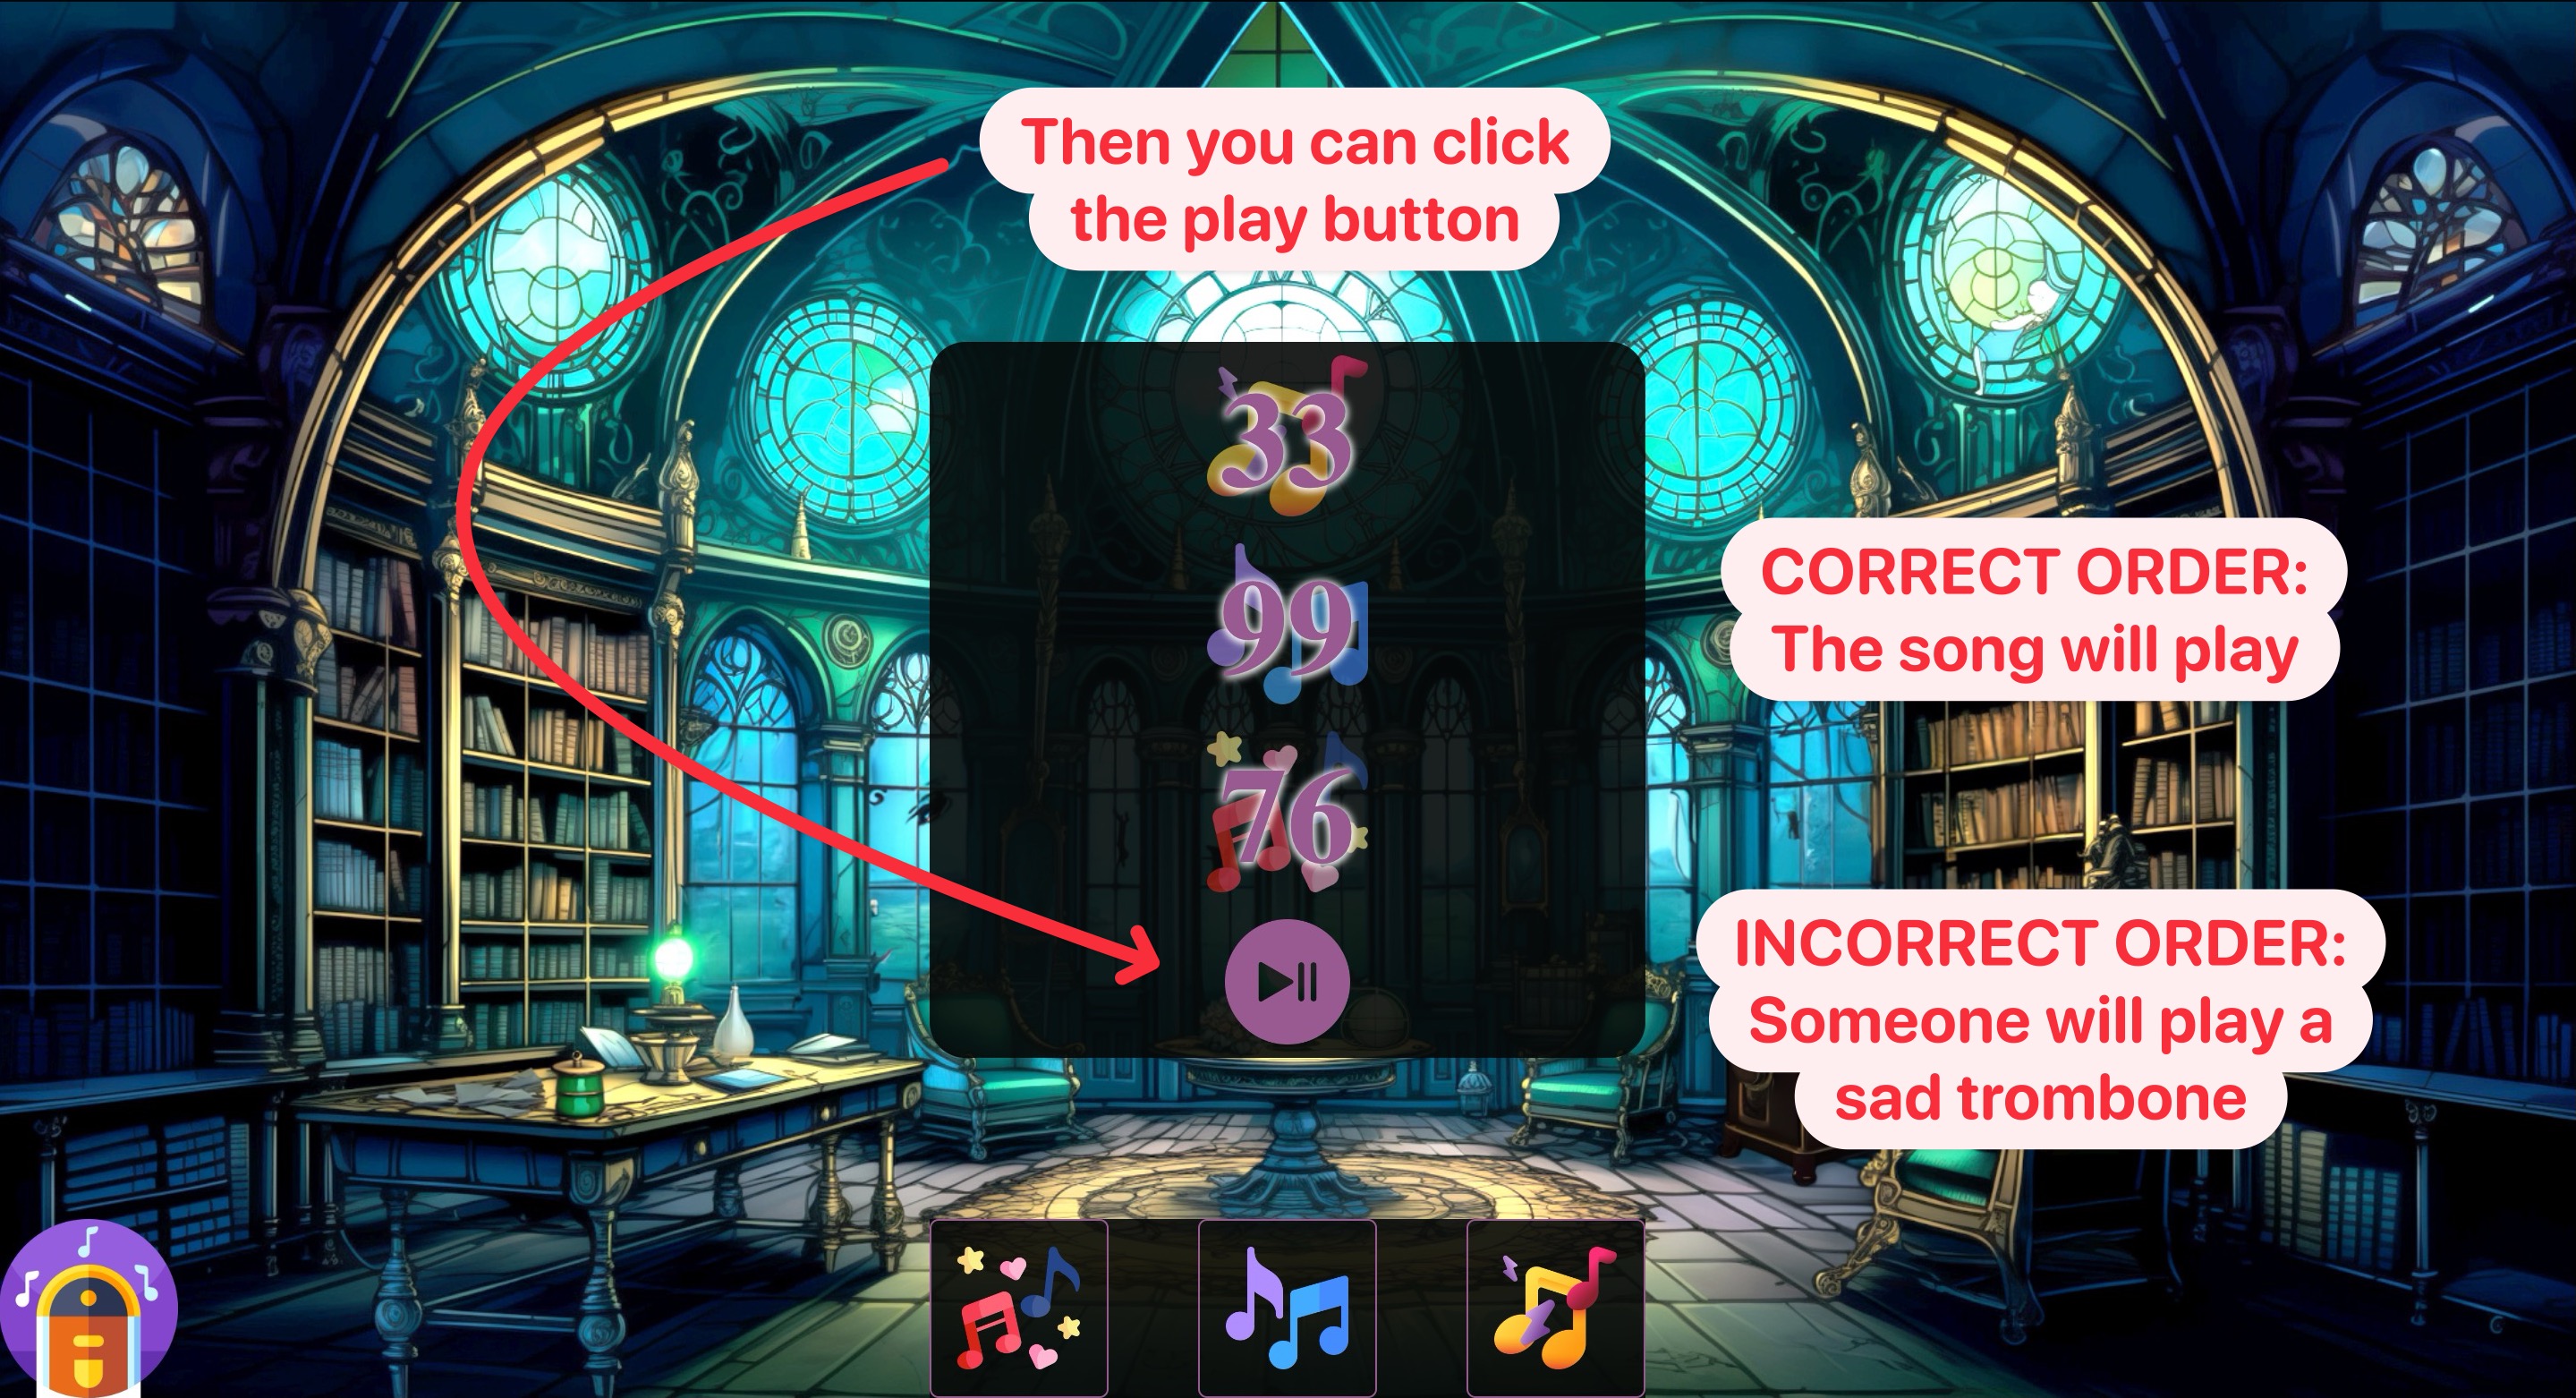 Then you can click
the play button
33
99
76
CORRECT ORDER:
The song will play
INCORRECT ORDER:
Someone will play a
sad trombone